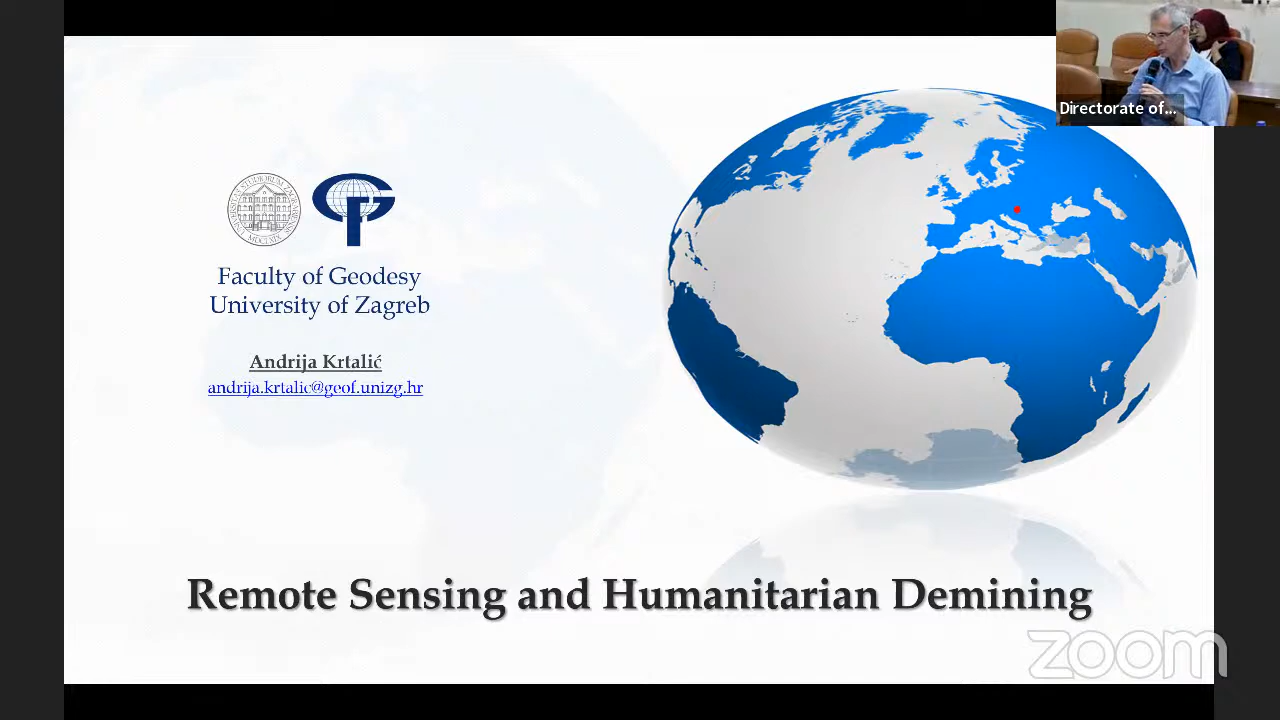 Directorate of...
Faculty of Geodesy
University of Zagreb
Andrija Krtalić
andrija.krtalic@geof.unizg.hr
Remote Sensing and Humanitarian Demining
zoom